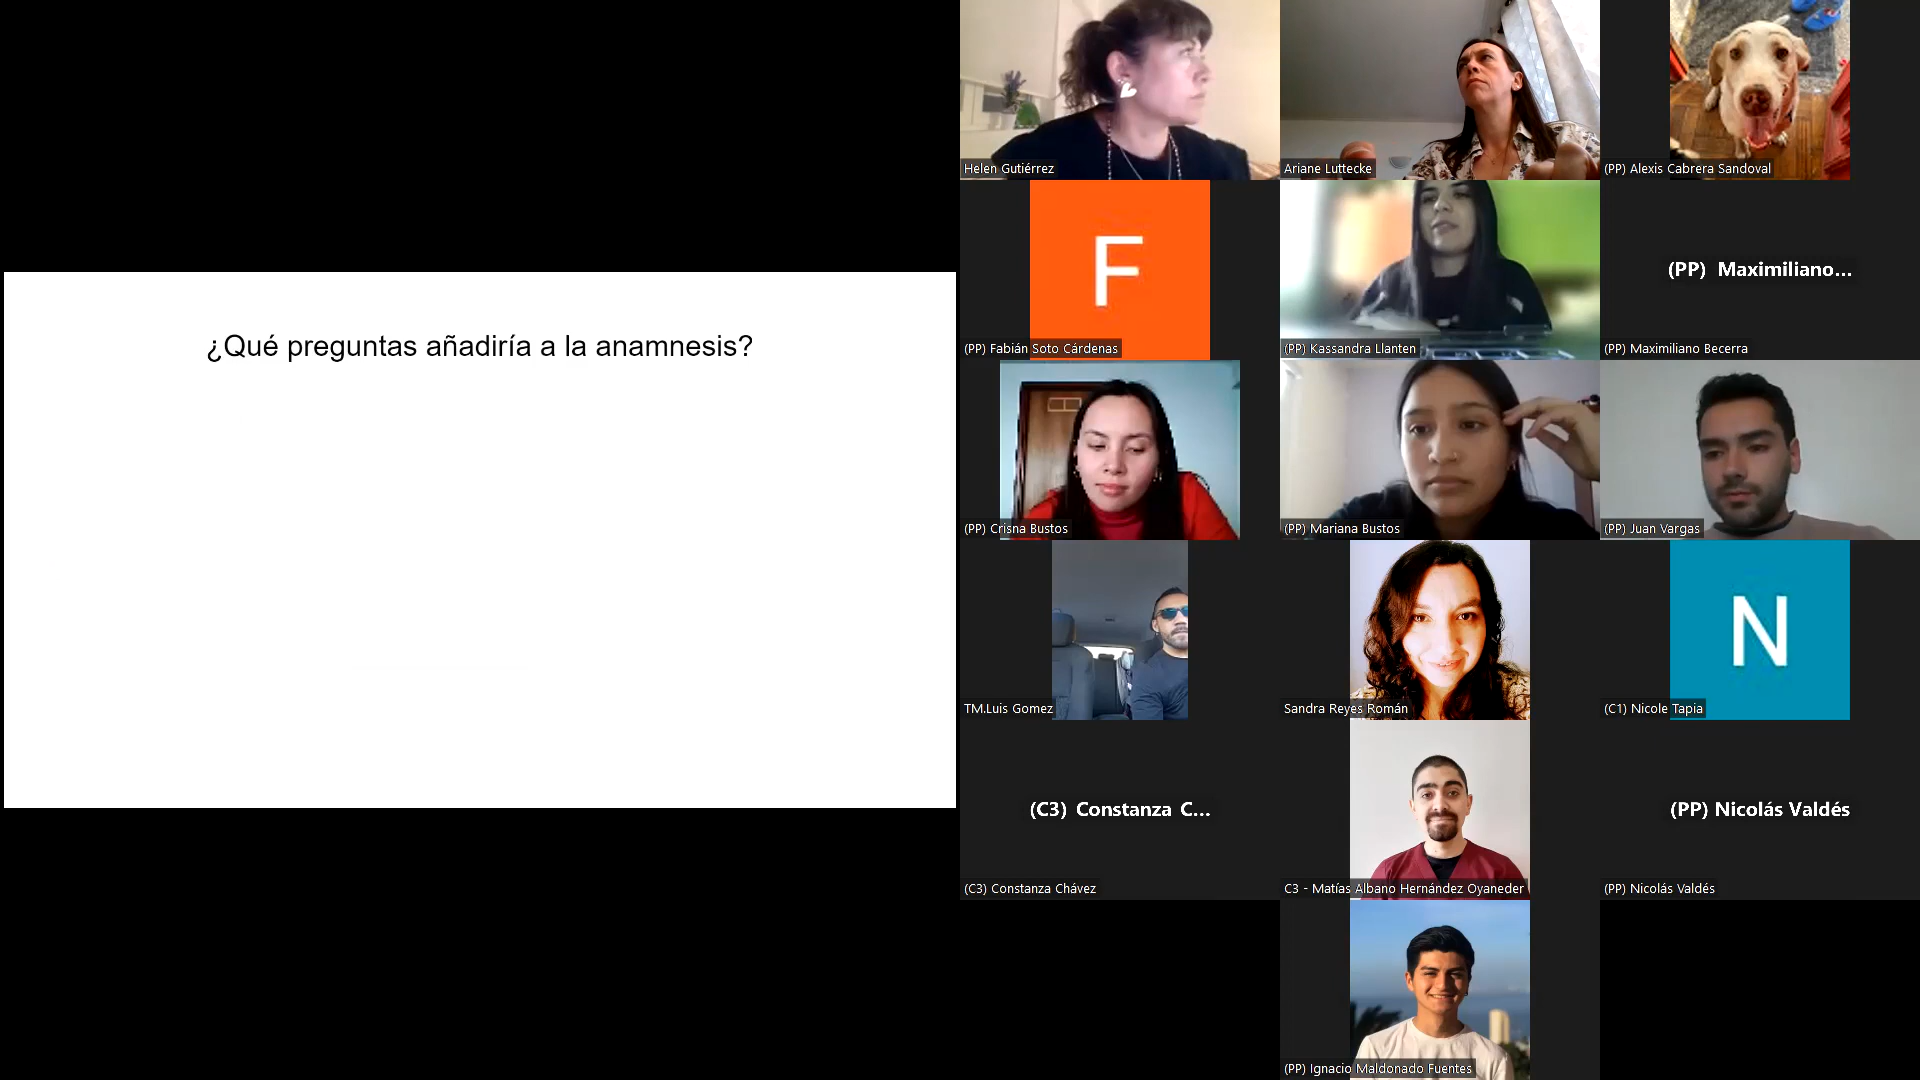 ¿Qué preguntas añadiría a la anamnesis?
Helen Gutiérrez
Ariane Luttecke
(PP) Alexis Cabrera Sandoval
F
(PP) Fabián Soto Cárdenas
(PP) Kassandra Llanten
(PP) Maximiliano...
(PP) Maximiliano Becerra
(PP) Crisna Bustos
(PP) Mariana Bustos
(PP) Juan Vargas
TM.Luis Gomez
Sandra Reyes Román
N
(C1) Nicole Tapia
(C3) Constanza C...
(C3) Constanza Chávez
C3 - Matías Albano Hernández Oyaneder
(PP) Nicolás Valdés
(PP) Nicolás Valdés
(PP) Ignacio Maldonado Fuentes